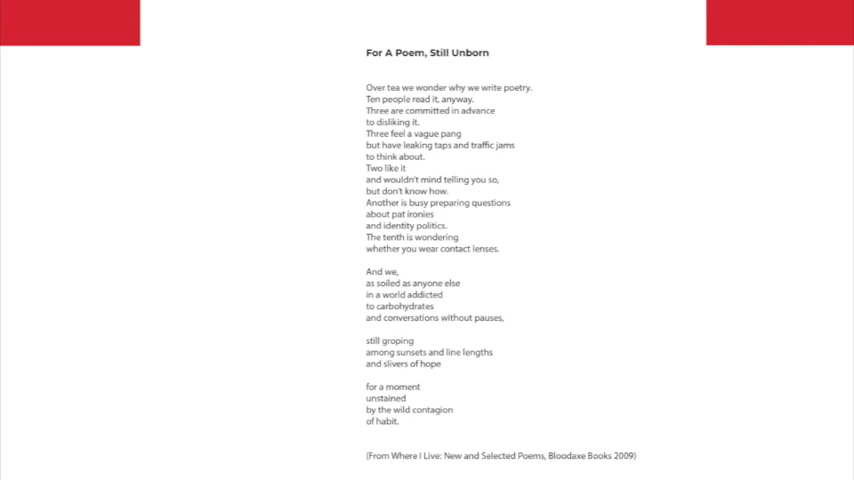 For A Poem, Still Unborn
Over tea we wonder why we write poetry.
Ten people read it, anyway.
Three are committed in advance
to disliking it.
Three feel a vague pang
but have leaking taps and traffic jams
to think about.
Two like it
and wouldn't mind telling you so,
but don't know how.
Another is busy preparing questions
about pat ironies
and identity politics.
The tenth is wondering
whether you wear contact lenses.
And we,
as soiled as anyone else
in a world addicted
to carbohydrates
and conversations without pauses,
still groping
among sunsets and line lengths
and slivers of hope
for a moment
unstained
by the wild contagion
of habit.
(From Where I Live: New and Selected Poems, Bloodaxe Books 2009)